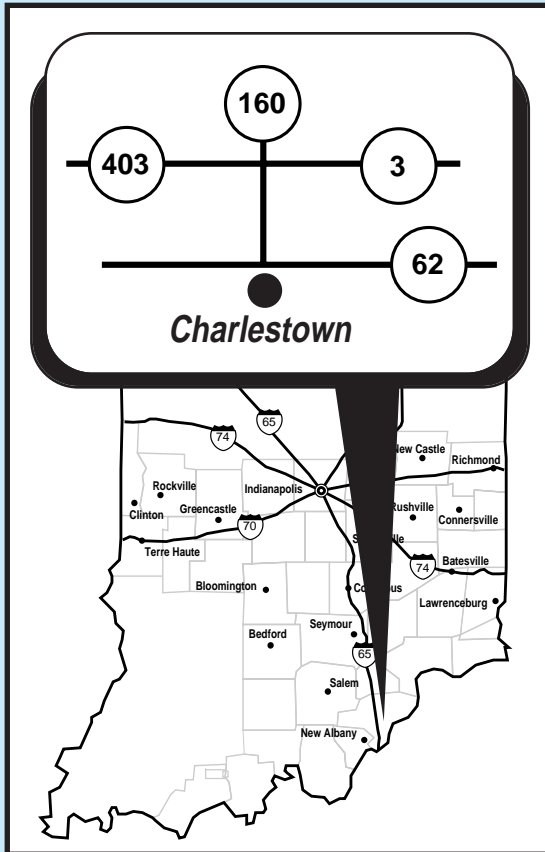 160
403
3
62
Charlestown
65
74
New Castle
Richmond
Indianapolis
Rockville
Clinton
Greencastle
70
Rushville
Connersville
Terre Haute
74
Batesville
Bloomington
Lawrenceburg
Seymour
Bedford
65
Salem
New Albany